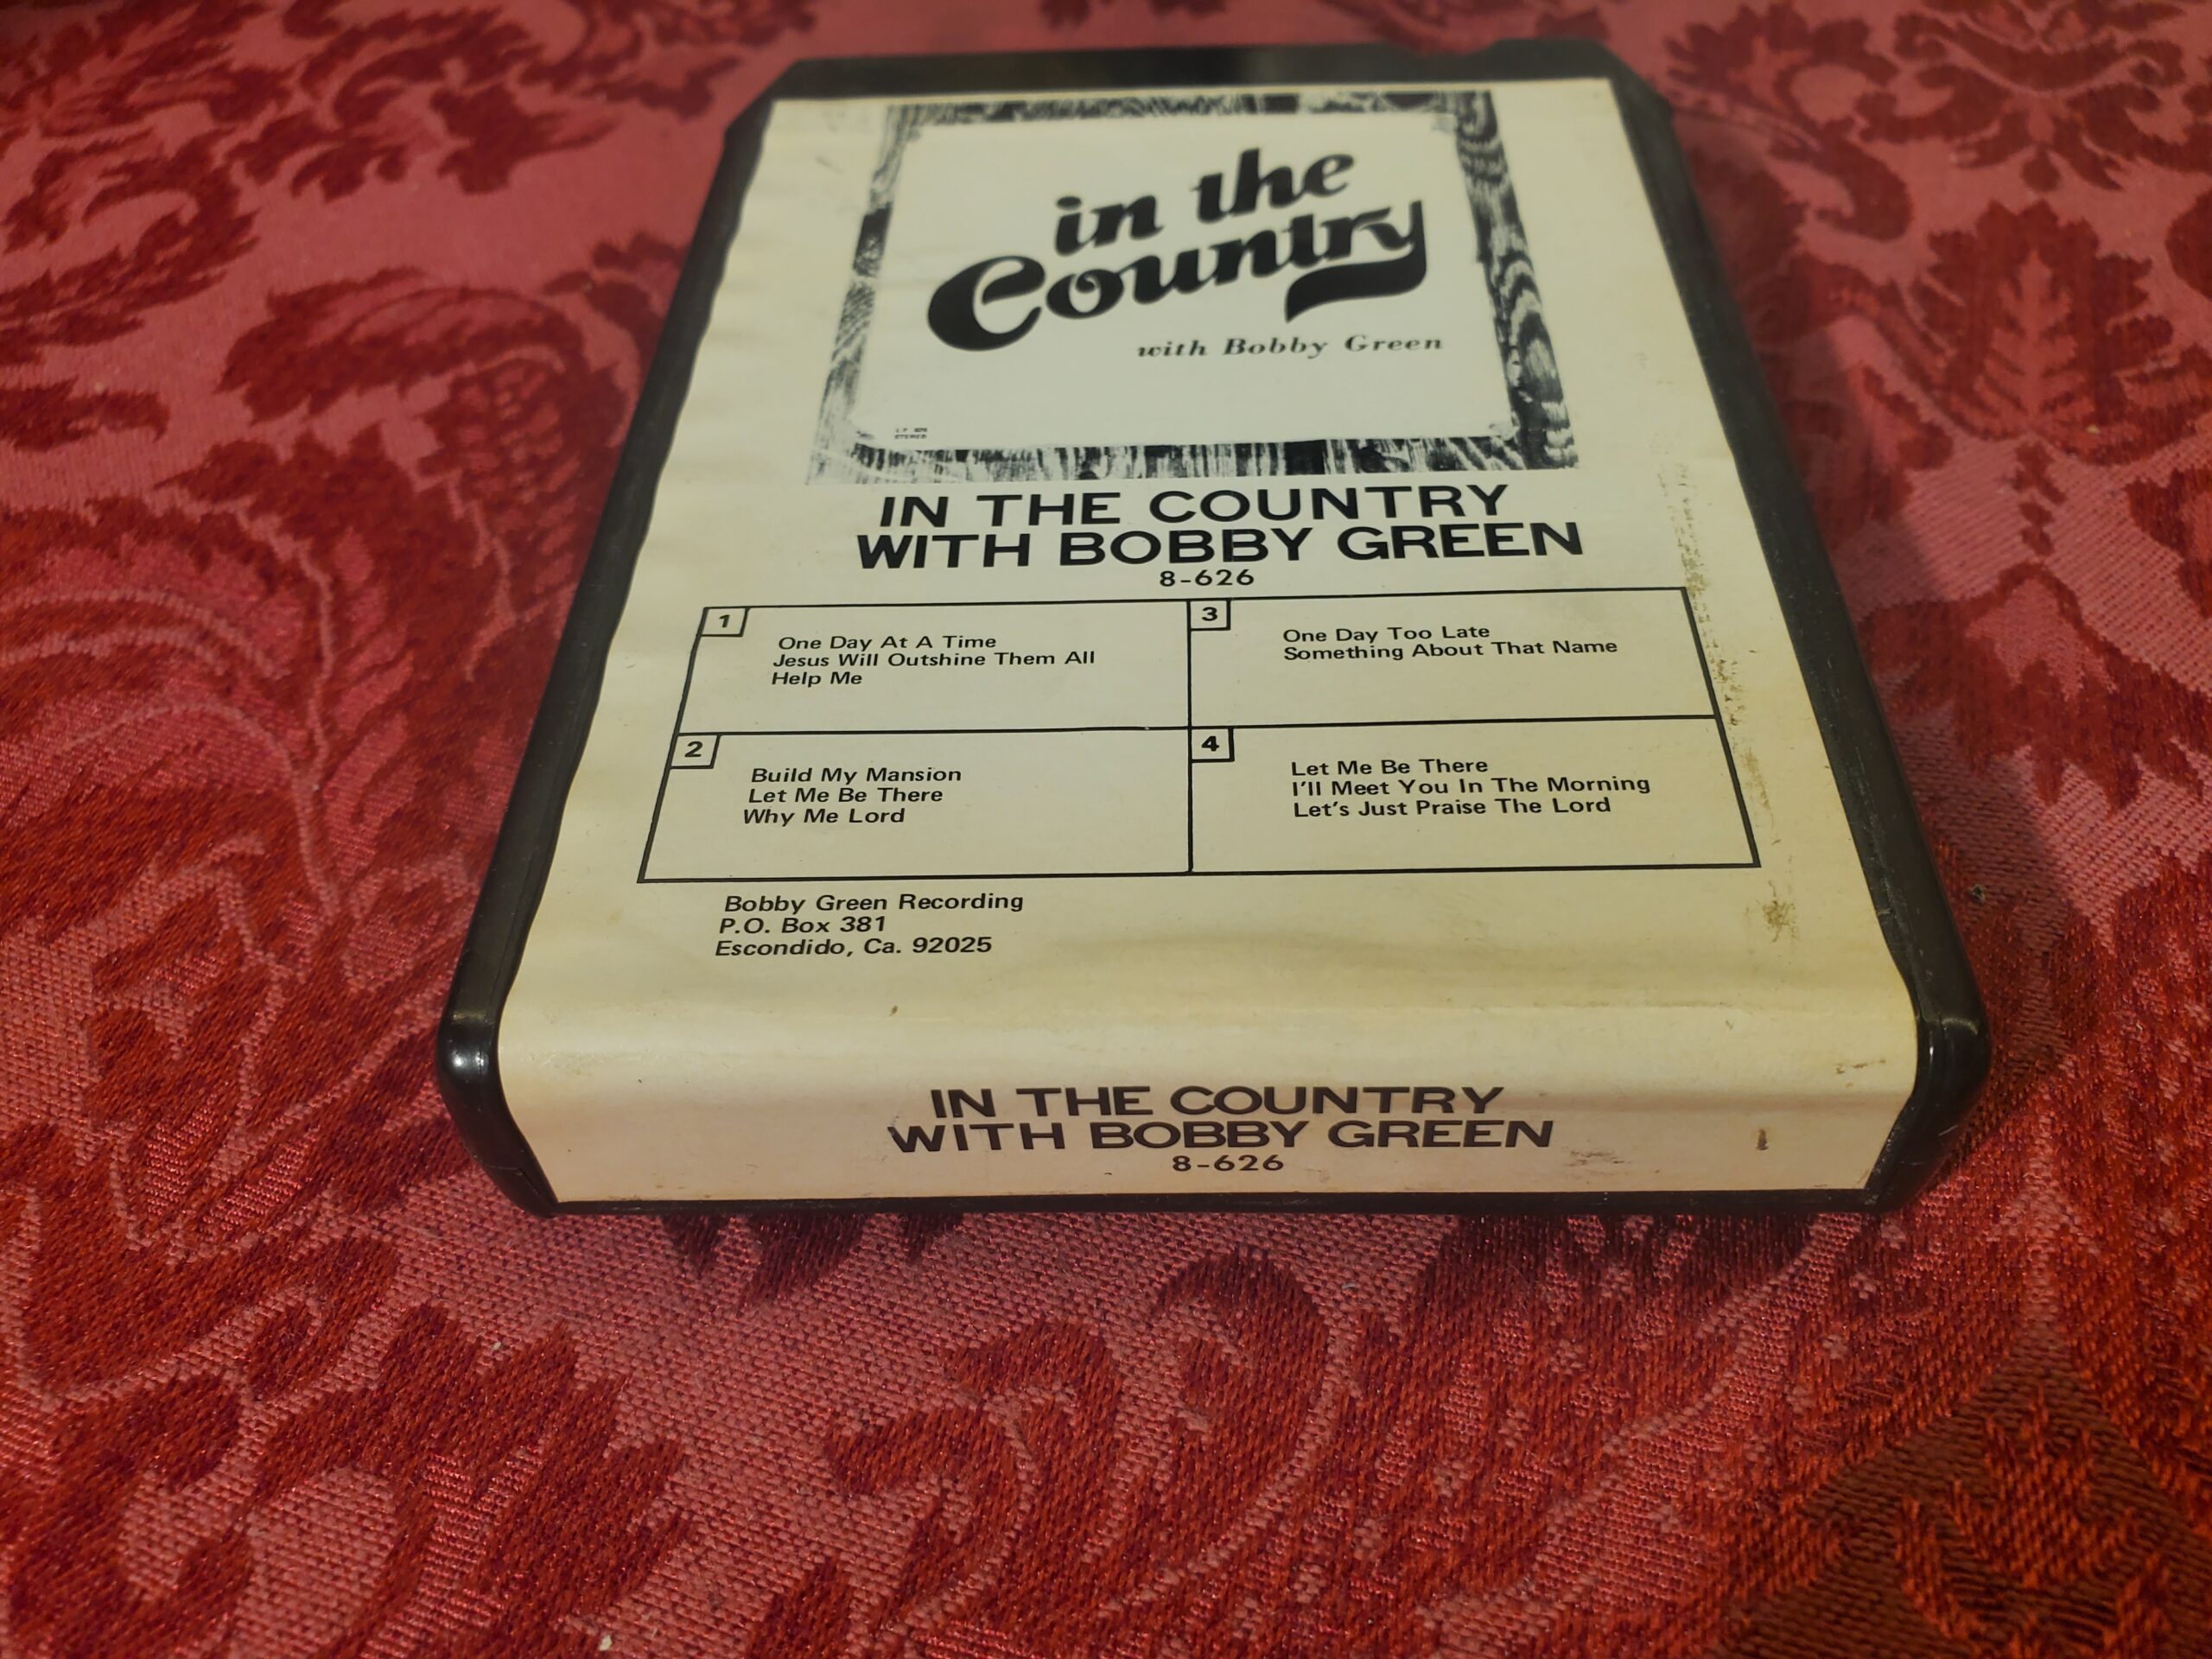 in the
Country
with Bobby Green
STEREO
IN THE COUNTRY
WITH BOBBY GREEN
8-626
1
One Day At A Time
Jesus Will Outshine Them All
Help Me
2
Build My Mansion
Let Me Be There
Why Me Lord
3
One Day Too Late
Something About That Name
4
Let Me Be There
I'll Meet You In The Morning
Let's Just Praise The Lord
Bobby Green Recording
P.O. Box 381
Escondido, Ca. 92025
IN THE COUNTRY
WITH BOBBY GREEN
8-626